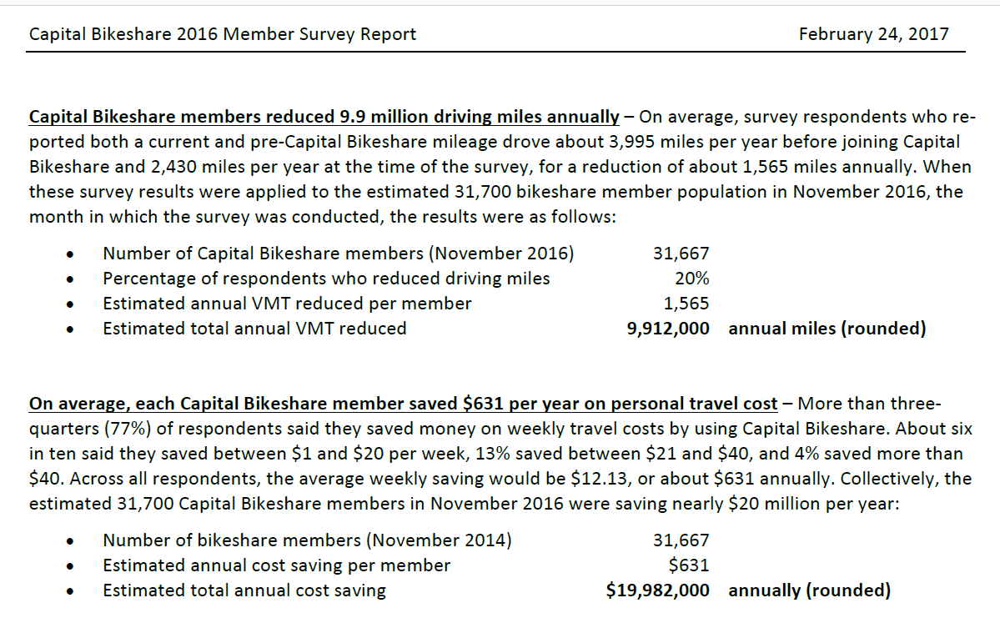 Capital Bikeshare 2016 Member Survey Report February 24, 2017
Capital Bikeshare members reduced 9.9 million driving miles annually – On average, survey respondents who re-
ported both a current and pre-Capital Bikeshare mileage drove about 3,995 miles per year before joining Capital
Bikeshare and 2,430 miles per year at the time of the survey, for a reduction of about 1,565 miles annually. When
these survey results were applied to the estimated 31,700 bikeshare member population in November 2016, the
month in which the survey was conducted, the results were as follows:
• Number of Capital Bikeshare members (November 2016) 31,667
• Percentage of respondents who reduced driving miles 20%
• Estimated annual VMT reduced per member 1,565
• Estimated total annual VMT reduced 9,912,000 annual miles (rounded)
On average, each Capital Bikeshare member saved $631 per year on personal travel cost – More than three-
quarters (77%) of respondents said they saved money on weekly travel costs by using Capital Bikeshare. About six
in ten said they saved between $1 and $20 per week, 13% saved between $21 and $40, and 4% saved more than
$40. Across all respondents, the average weekly saving would be $12.13, or about $631 annually. Collectively, the
estimated 31,700 Capital Bikeshare members in November 2016 were saving nearly $20 million per year:
• Number of bikeshare members (November 2014) 31,667
• Estimated annual cost saving per member $631
• Estimated total annual cost saving $19,982,000 annually (rounded)